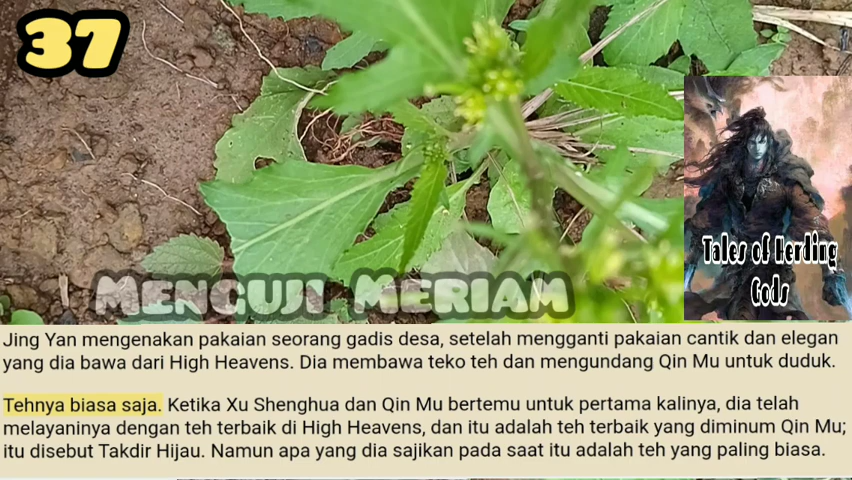 37
Tales of Herding
Gods
MENGUJI MERIAM
Jing Yan mengenakan pakaian seorang gadis desa, setelah mengganti pakaian cantik dan elegan
yang dia bawa dari High Heavens. Dia membawa teko teh dan mengundang Qin Mu untuk duduk.
Tehnya biasa saja. Ketika Xu Shenghua dan Qin Mu bertemu untuk pertama kalinya, dia telah
melayaninya dengan teh terbaik di High Heavens, dan itu adalah teh terbaik yang diminum Qin Mu;
itu disebut Takdir Hijau. Namun apa yang dia sajikan pada saat itu adalah teh yang paling biasa.